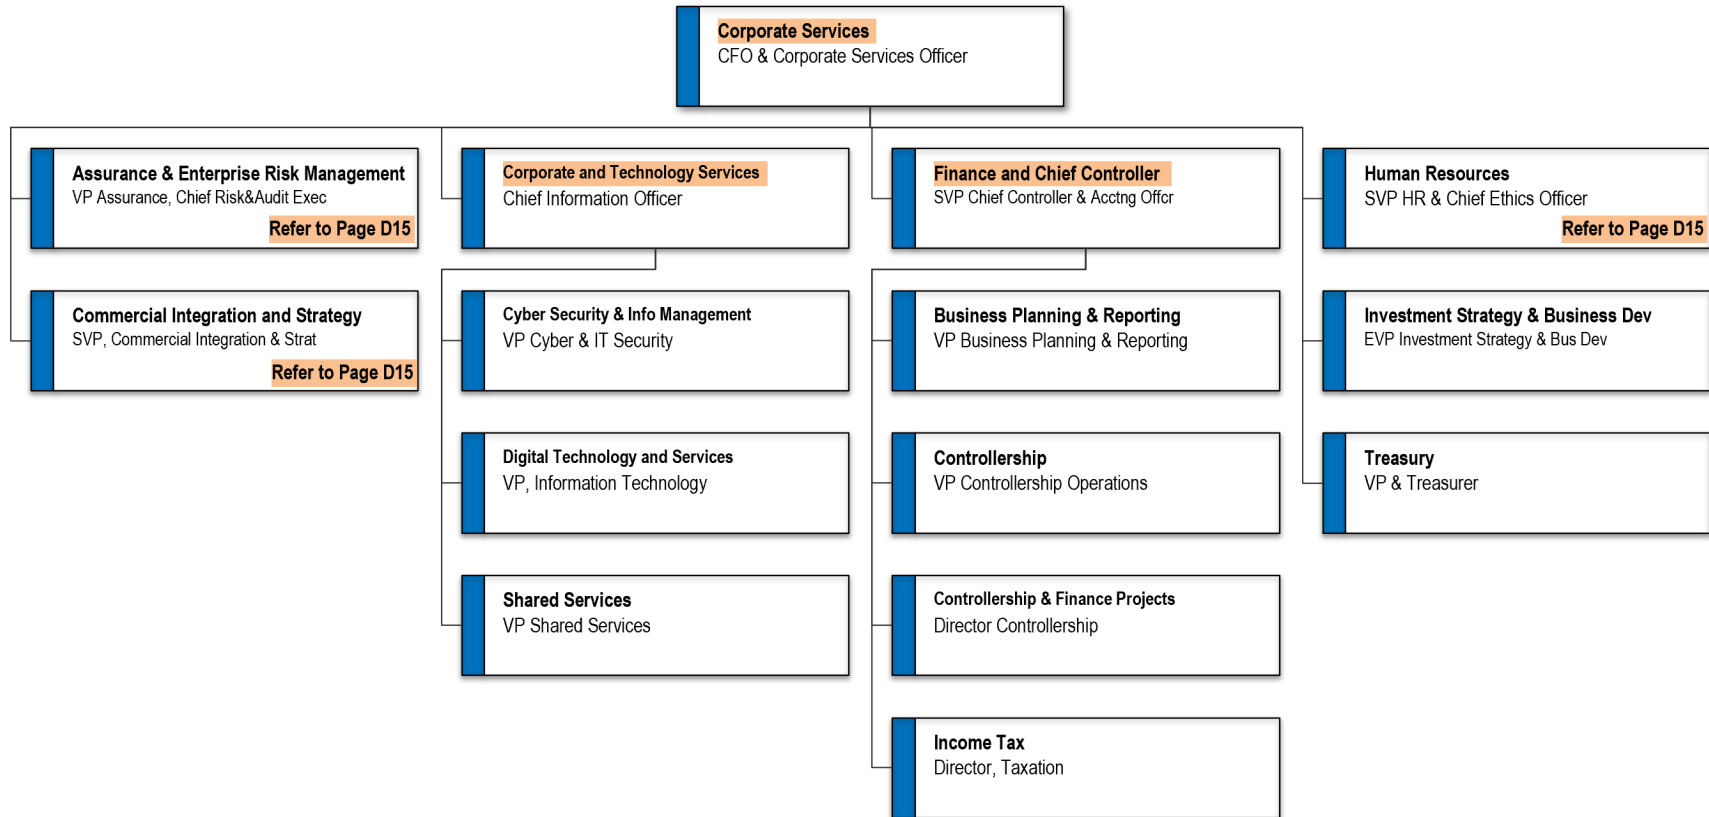 Corporate Services
CFO & Corporate Services Officer
Assurance & Enterprise Risk Management
VP Assurance, Chief Risk&Audit Exec
Refer to Page D15
Corporate and Technology Services
Chief Information Officer
Finance and Chief Controller
SVP Chief Controller & Acctng Offcr
Human Resources
SVP HR & Chief Ethics Officer
Refer to Page D15
Commercial Integration and Strategy
SVP, Commercial Integration & Strat
Refer to Page D15
Cyber Security & Info Management
VP Cyber & IT Security
Business Planning & Reporting
VP Business Planning & Reporting
Investment Strategy & Business Dev
EVP Investment Strategy & Bus Dev
Digital Technology and Services
VP, Information Technology
Controllership
VP Controllership Operations
Treasury
VP & Treasurer
Shared Services
VP Shared Services
Controllership & Finance Projects
Director Controllership
Income Tax
Director, Taxation